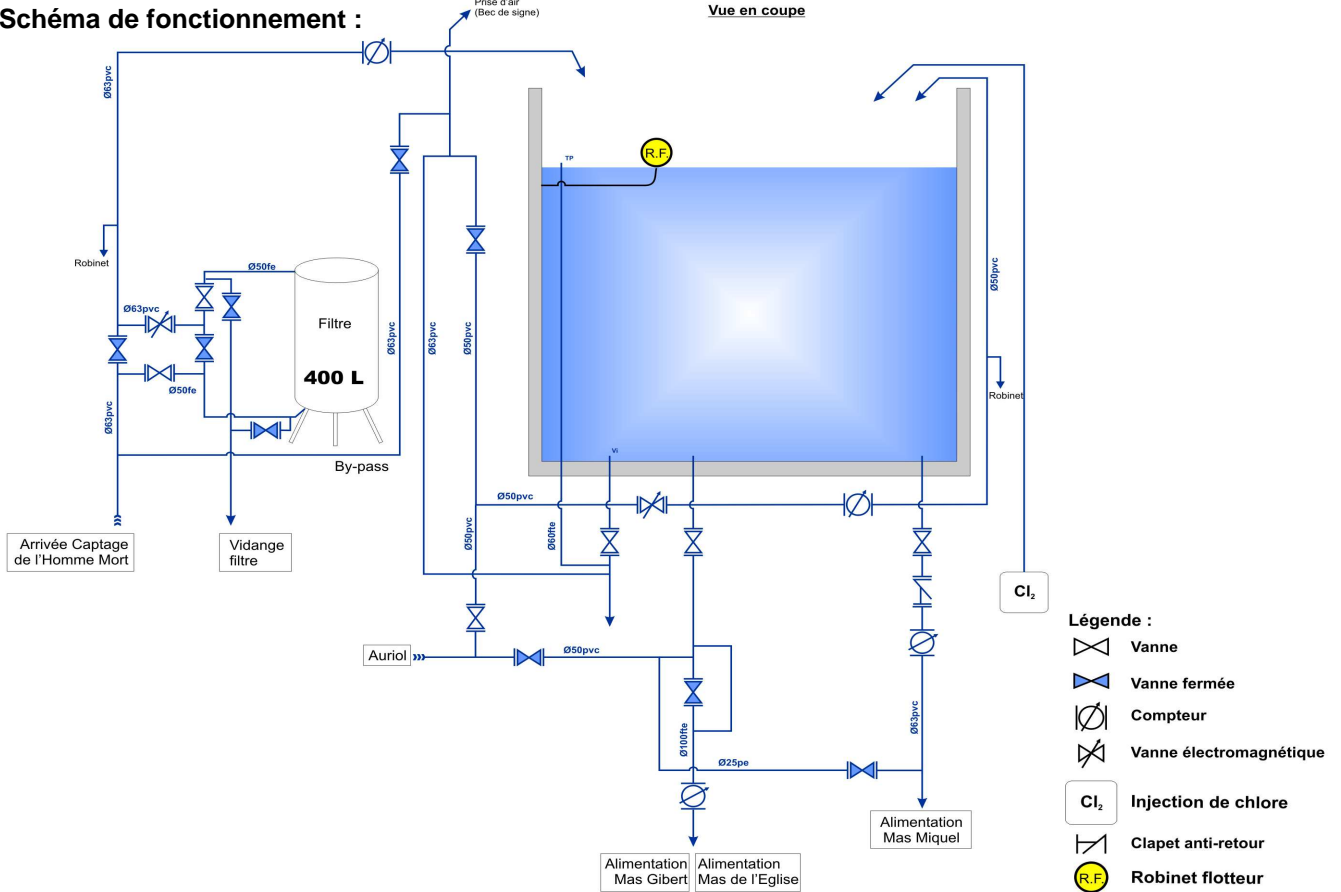 Schéma de fonctionnement :
Prise d'air
(Bec de signe)
Vue en coupe
Ø63pvc
R.F.
TP
Robinet
Ø50fe
Ø63pvc
Filtre
400 L
Ø50fe
Ø63pvc
Ø63pvc
Ø63pvc
Ø50pvc
Ø50pvc
Robinet
By-pass
Vi
Ø50pvc
Ø50pvc
Ø60fte
Arrivée Captage
de l'Homme Mort
Vidange
filtre
Cl₂
Auriol
Ø50pvc
Ø100fte
Ø25pe
Ø63pvc
Alimentation
Mas Miquel
Alimentation
Mas Gibert
Alimentation
Mas de l'Eglise
Légende :
Vanne
Vanne fermée
Compteur
Vanne électromagnétique
Cl₂
Injection de chlore
Clapet anti-retour
R.F.
Robinet flotteur